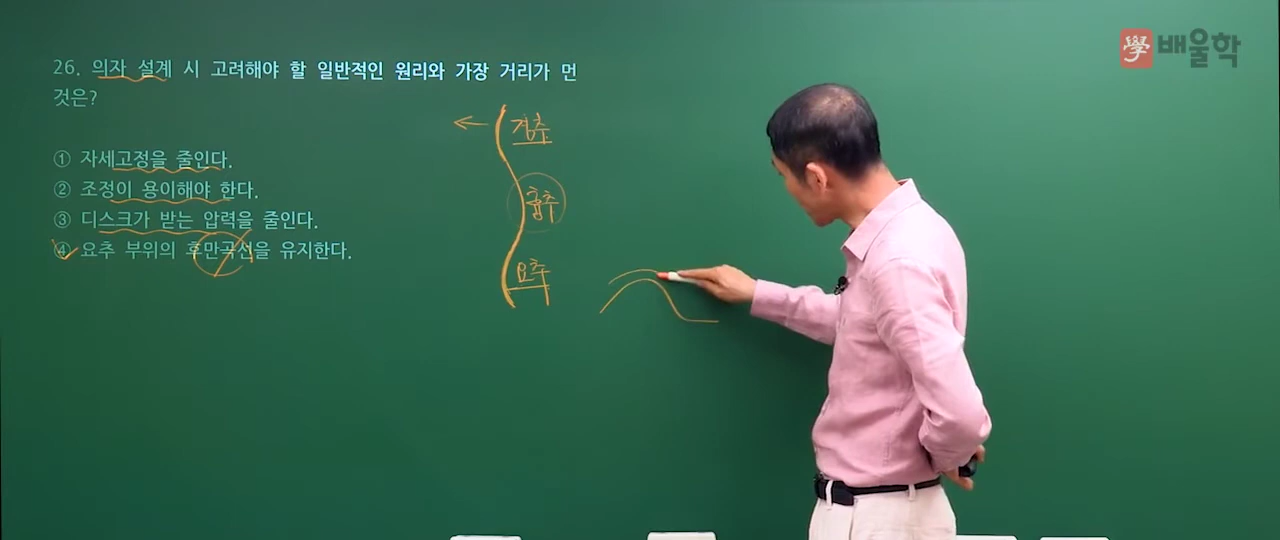 26. 의자 설계 시 고려해야 할 일반적인 원리와 가장 거리가 먼
것은?
① 자세고정을 줄인다.
② 조정이 용이해야 한다.
③ 디스크가 받는 압력을 줄인다.
④ 요추 부위의 후만곡선을 유지한다.
경추
흉추
요추
學 배울학